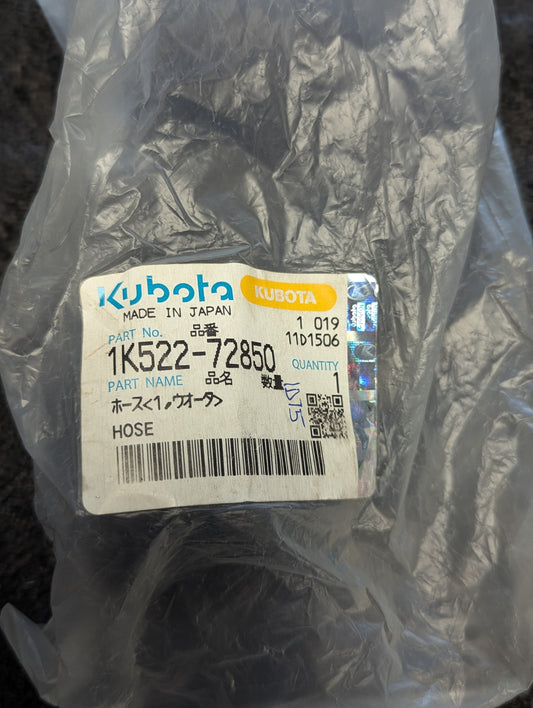 Kubota KUBOTA
MADE IN JAPAN
1 019
PART No. 品番
11D1506
1K522-72850
QUANTITY
PART NAME 品名 数量 1
ホース<1,ウオータ>
HOSE